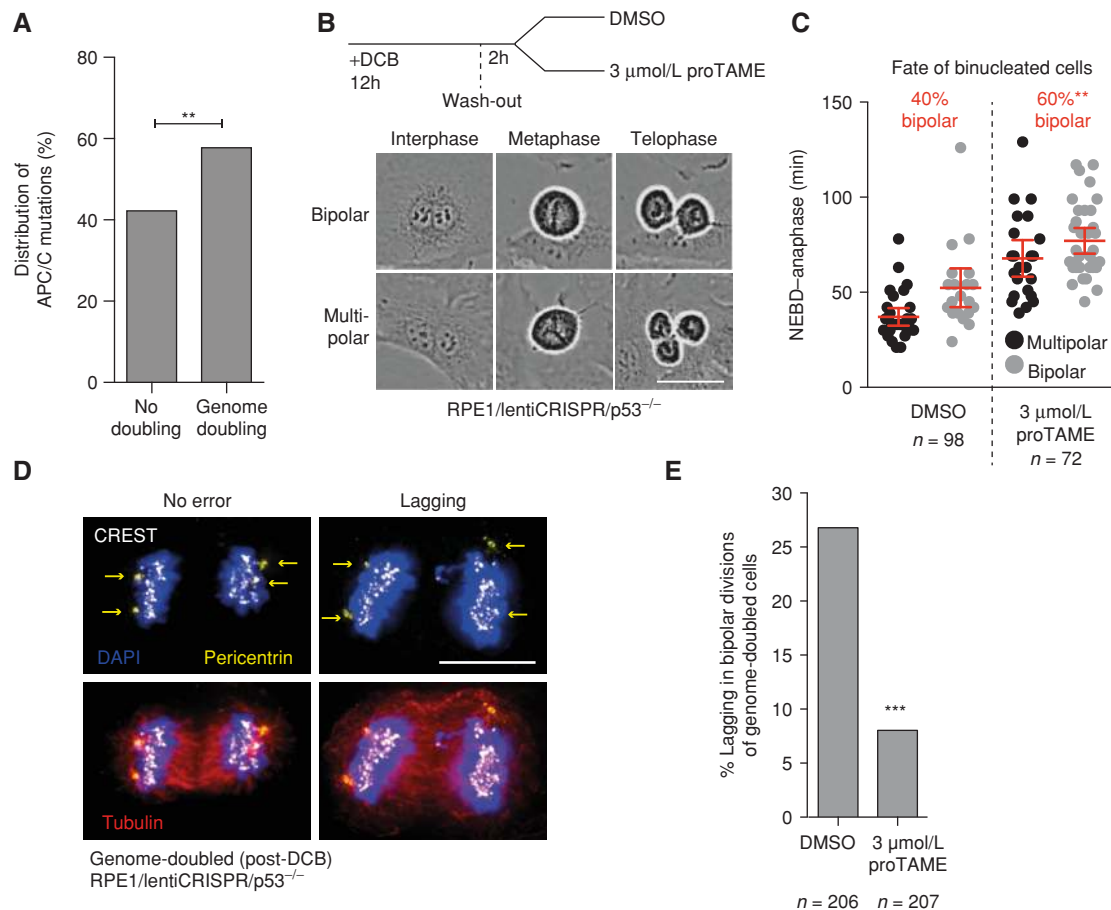 A
80
60
40
20
0
**
Distribution of
APC/C mutations (%)
No
doubling
Genome
doubling
B
+DCB
12h
2h
Wash-out
DMSO
3 μmol/L proTAME
Interphase
Metaphase
Telophase
Bipolar
Multi-
polar
RPE1/lentiCRISPR/p53–/–
C
Fate of binucleated cells
40%
bipolar
60%**
bipolar
150
100
50
0
NEBD–anaphase (min)
Multipolar
Bipolar
DMSO
n = 98
3 μmol/L
proTAME
n = 72
D
No error
Lagging
CREST
DAPI
Pericentrin
Tubulin
Genome-doubled (post-DCB)
RPE1/lentiCRISPR/p53–/–
E
30
25
20
15
10
5
0
% Lagging in bipolar divisions
of genome-doubled cells
***
DMSO
3 μmol/L
proTAME
n = 206
n = 207